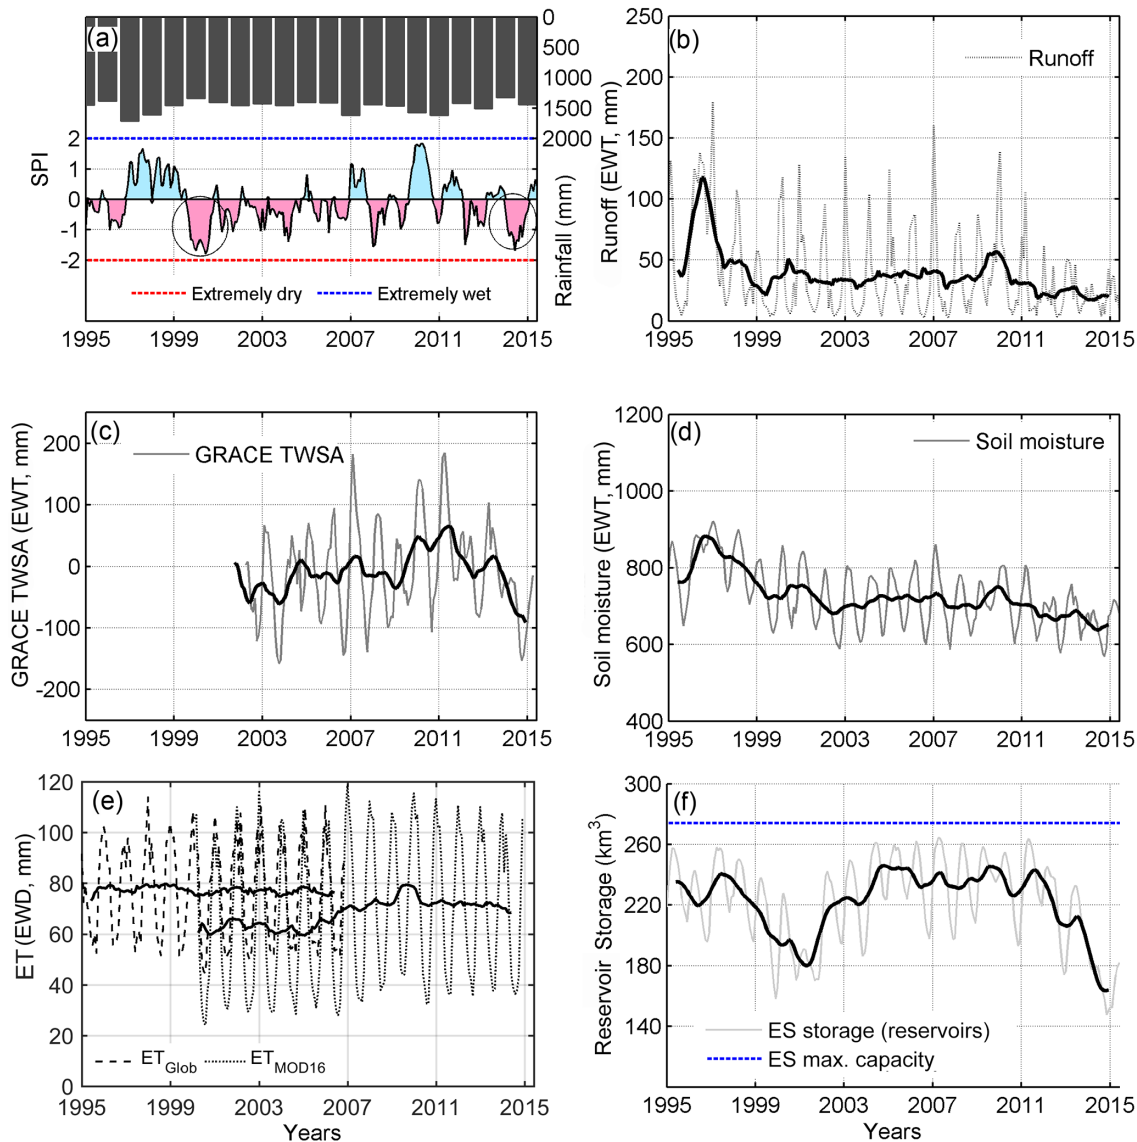 (a)
0
500
1000
1500
2000
Rainfall (mm)
2
1
0
-1
-2
SPI
Extremely dry
Extremely wet
1995 1999 2003 2007 2011 2015
(b)
Runoff
250
200
150
100
50
0
Runoff (EWT, mm)
1995 1999 2003 2007 2011 2015
(c)
GRACE TWSA
200
100
0
-100
-200
GRACE TWSA (EWT, mm)
1995 1999 2003 2007 2011 2015
(d)
Soil moisture
1200
1000
800
600
400
Soil moisture (EWT, mm)
1995 1999 2003 2007 2011 2015
(e)
120
100
80
60
40
20
0
ET (EWD, mm)
ET Glob
ET MOD16
1995 1999 2003 2007 2011 2015
Years
(f)
300
260
220
180
140
Reservoir Storage (km³)
ES storage (reservoirs)
ES max. capacity
1995 1999 2003 2007 2011 2015
Years